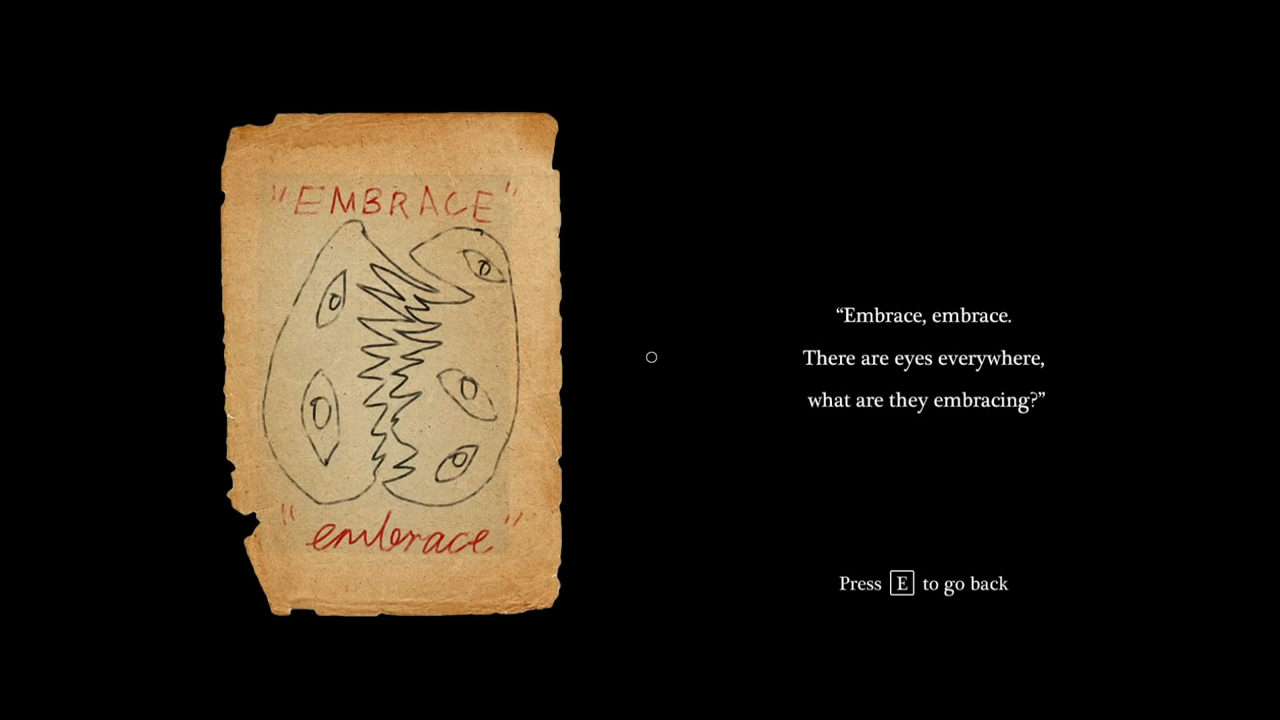 "EMBRACE"
"embrace"
“Embrace, embrace.
There are eyes everywhere,
what are they embracing?”
Press E to go back